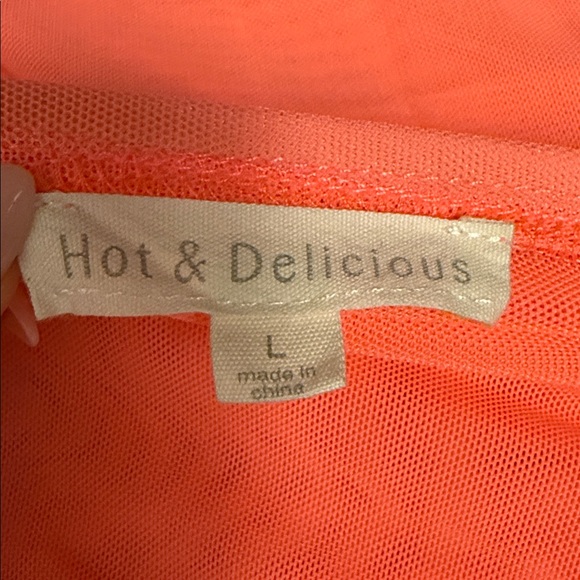 Hot & Delicious
L
made in
china